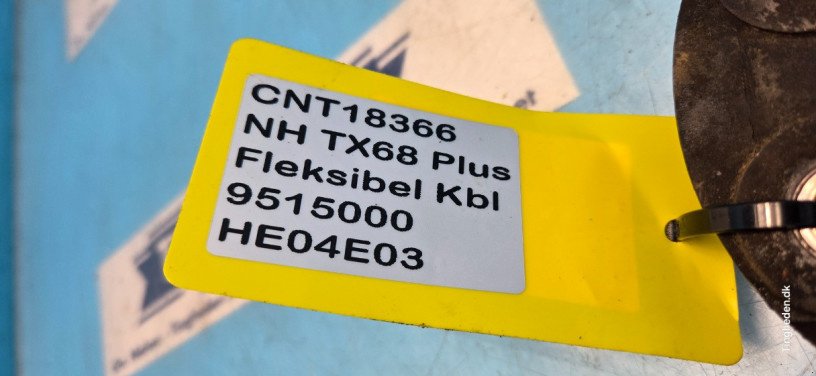 CNT18366
NH TX68 Plus
Fleksibel Kbl
9515000
HE04E03